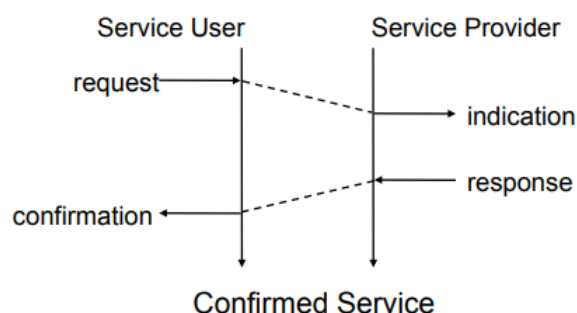 Service User Service Provider
request
indication
response
confirmation
Confirmed Service